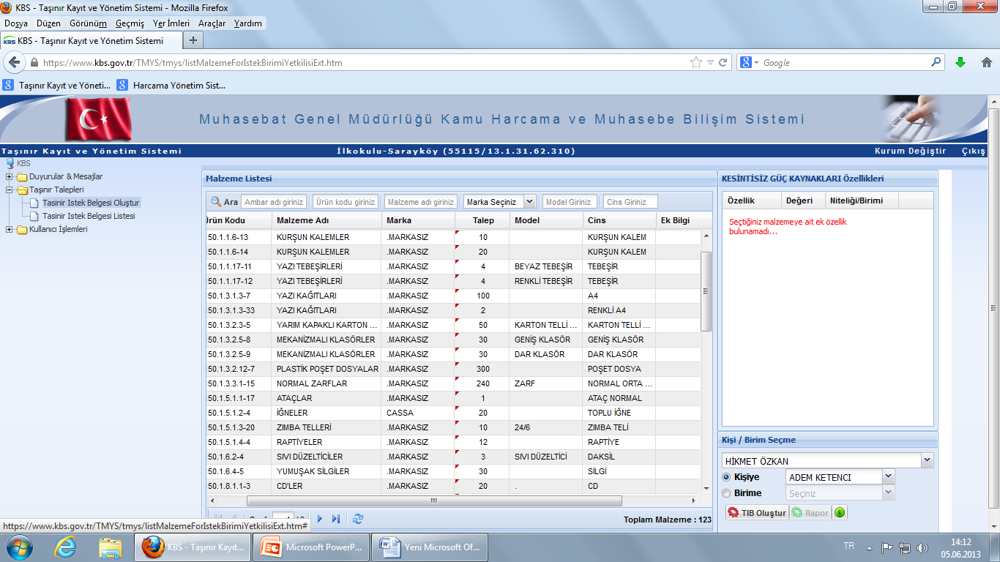 KBS - Taşınır Kayıt ve Yönetim Sistemi - Mozilla Firefox
Dosya Düzen Görünüm Geçmiş Yer İmleri Araçlar Yardım
KBS KBS - Taşınır Kayıt ve Yönetim Sistemi +
https://www.kbs.gov.tr/TMYS/tmys/listMalzemeForIstekBirimiYetkilisiExt.htm Google
Taşınır Kayıt ve Yöneti... Harcama Yönetim Sist...
Muhasebat Genel Müdürlüğü Kamu Harcama ve Muhasebe Bilişim Sistemi
Taşınır Kayıt ve Yönetim Sistemi İlkokulu-Sarayköy (55115/13.1.31.62.310) Kurum Değiştir Çıkış
KBS
Duyurular & Mesajlar
Taşınır Talepleri
Tasinir Istek Belgesi Oluştur
Tasinir Istek Belgesi Listesi
Kullanıcı İşlemleri
Malzeme Listesi
Ara Ambar adı giriniz Ürün kodu giriniz Malzeme adı giriniz Marka Seçiniz Model Giriniz Cins Giriniz
Ürün Kodu Malzeme Adı Marka Talep Model Cins Ek Bilgi
50.1.1.6-13 KURŞUN KALEMLER .MARKASIZ 10 KURŞUN KALEM
50.1.1.6-14 KURŞUN KALEMLER .MARKASIZ 20 KURŞUN KALEM
50.1.1.17-11 YAZI TEBEŞİRLERİ .MARKASIZ 4 BEYAZ TEBEŞİR TEBEŞİR
50.1.1.17-12 YAZI TEBEŞİRLERİ .MARKASIZ 4 RENKLİ TEBEŞİR TEBEŞİR
50.1.3.1.3-7 YAZI KAĞITLARI .MARKASIZ 100 A4
50.1.3.1.3-33 YAZI KAĞITLARI .MARKASIZ 2 RENKLİ A4
50.1.3.2.3-5 YARIM KAPAKLI KARTON ... .MARKASIZ 50 KARTON TELLİ ... KARTON TELLİ ...
50.1.3.2.5-8 MEKANİZMALI KLASÖRLER .MARKASIZ 30 GENİŞ KLASÖR GENİŞ KLASÖR
50.1.3.2.5-9 MEKANİZMALI KLASÖRLER .MARKASIZ 30 DAR KLASÖR DAR KLASÖR
50.1.3.2.12-7 PLASTİK POŞET DOSYALAR .MARKASIZ 300 POŞET DOSYA
50.1.3.3.1-15 NORMAL ZARFLAR .MARKASIZ 240 ZARF NORMAL ORTA ...
50.1.5.1.1-17 ATAÇLAR .MARKASIZ 1 ATAÇ NORMAL
50.1.5.1.2-4 İĞNELER CASSA 20 TOPLU İĞNE
50.1.5.1.3-20 ZIMBA TELLERİ .MARKASIZ 10 24/6 ZIMBA TELİ
50.1.5.1.4-4 RAPTİYELER .MARKASIZ 12 RAPTİYE
50.1.6.2-4 SIVI DÜZELTİCİLER .MARKASIZ 3 SIVI DÜZELTİCİ DAKSİL
50.1.6.4-5 YUMUŞAK SİLGİLER .MARKASIZ 30 SİLGİ
50.1.8.1.1-3 CD'LER .MARKASIZ 20 . CD
Toplam Malzeme : 123
KESİNTİSİZ GÜÇ KAYNAKLARI Özellikleri
Özellik Değeri Niteliği/Birimi
Seçtiğiniz malzemeye ait ek özellik
bulunamadı...
Kişi / Birim Seçme
HİKMET ÖZKAN
Kişiye ADEM KETENCI
Birime Seçiniz
TIB Oluştur Rapor
https://www.kbs.gov.tr/TMYS/tmys/listMalzemeForIstekBirimiYetkilisiExt.htm#
KBS - Taşınır Kayıt... Microsoft PowerP... Yeni Microsoft Of... TR 14:12
05.06.2013